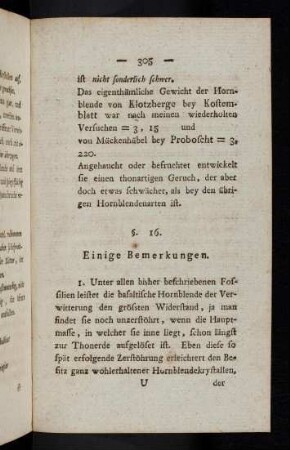 — 305 —
ist nicht sonderlich schwer.
Das eigenthümliche Gewicht der Horn-
blende von Klotzberge bey Kostem-
blatt war nach meinen wiederholten
Versuchen = 3, 15 und
von Mückenhübel bey Proboscht = 3,
220.
Angehaucht oder befeuchtet entwickelt
sie einen thonartigen Geruch, der aber
doch etwas schwächer, als bey den übri-
gen Hornblendenarten ist.
§. 16.
Einige Bemerkungen.
1. Unter allen bisher beschriebenen Fos-
silien leistet die basaltische Hornblende der Ver-
witterung den grössten Widerstand, ja man
findet sie noch unzerstöhrt, wenn die Haupt-
masse, in welcher sie inne liegt, schon längst
zur Thonerde aufgelöset ist. Eben diese so
spät erfolgende Zerstöhrung erleichtert den Be-
sitz ganz wohlerhaltener Hornblendekrystallen,
U der